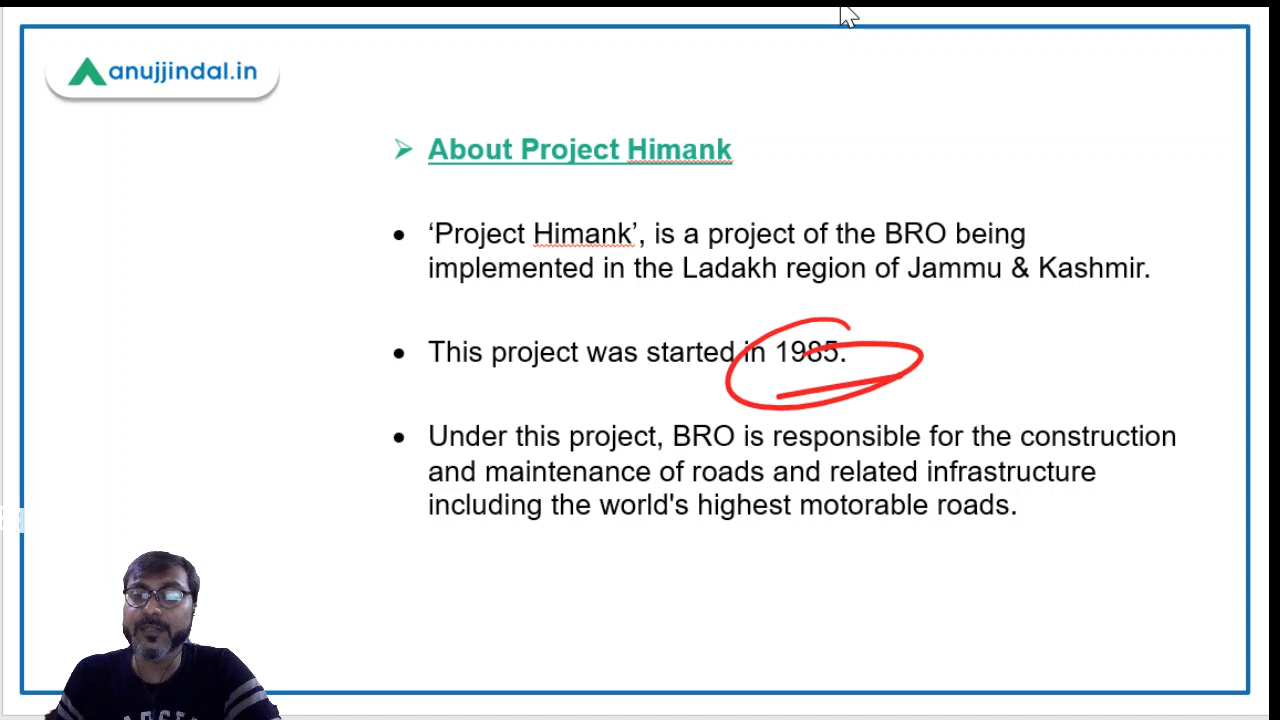 anujjindal.in
About Project Himank
‘Project Himank’, is a project of the BRO being
implemented in the Ladakh region of Jammu & Kashmir.
This project was started in 1985.
Under this project, BRO is responsible for the construction
and maintenance of roads and related infrastructure
including the world's highest motorable roads.